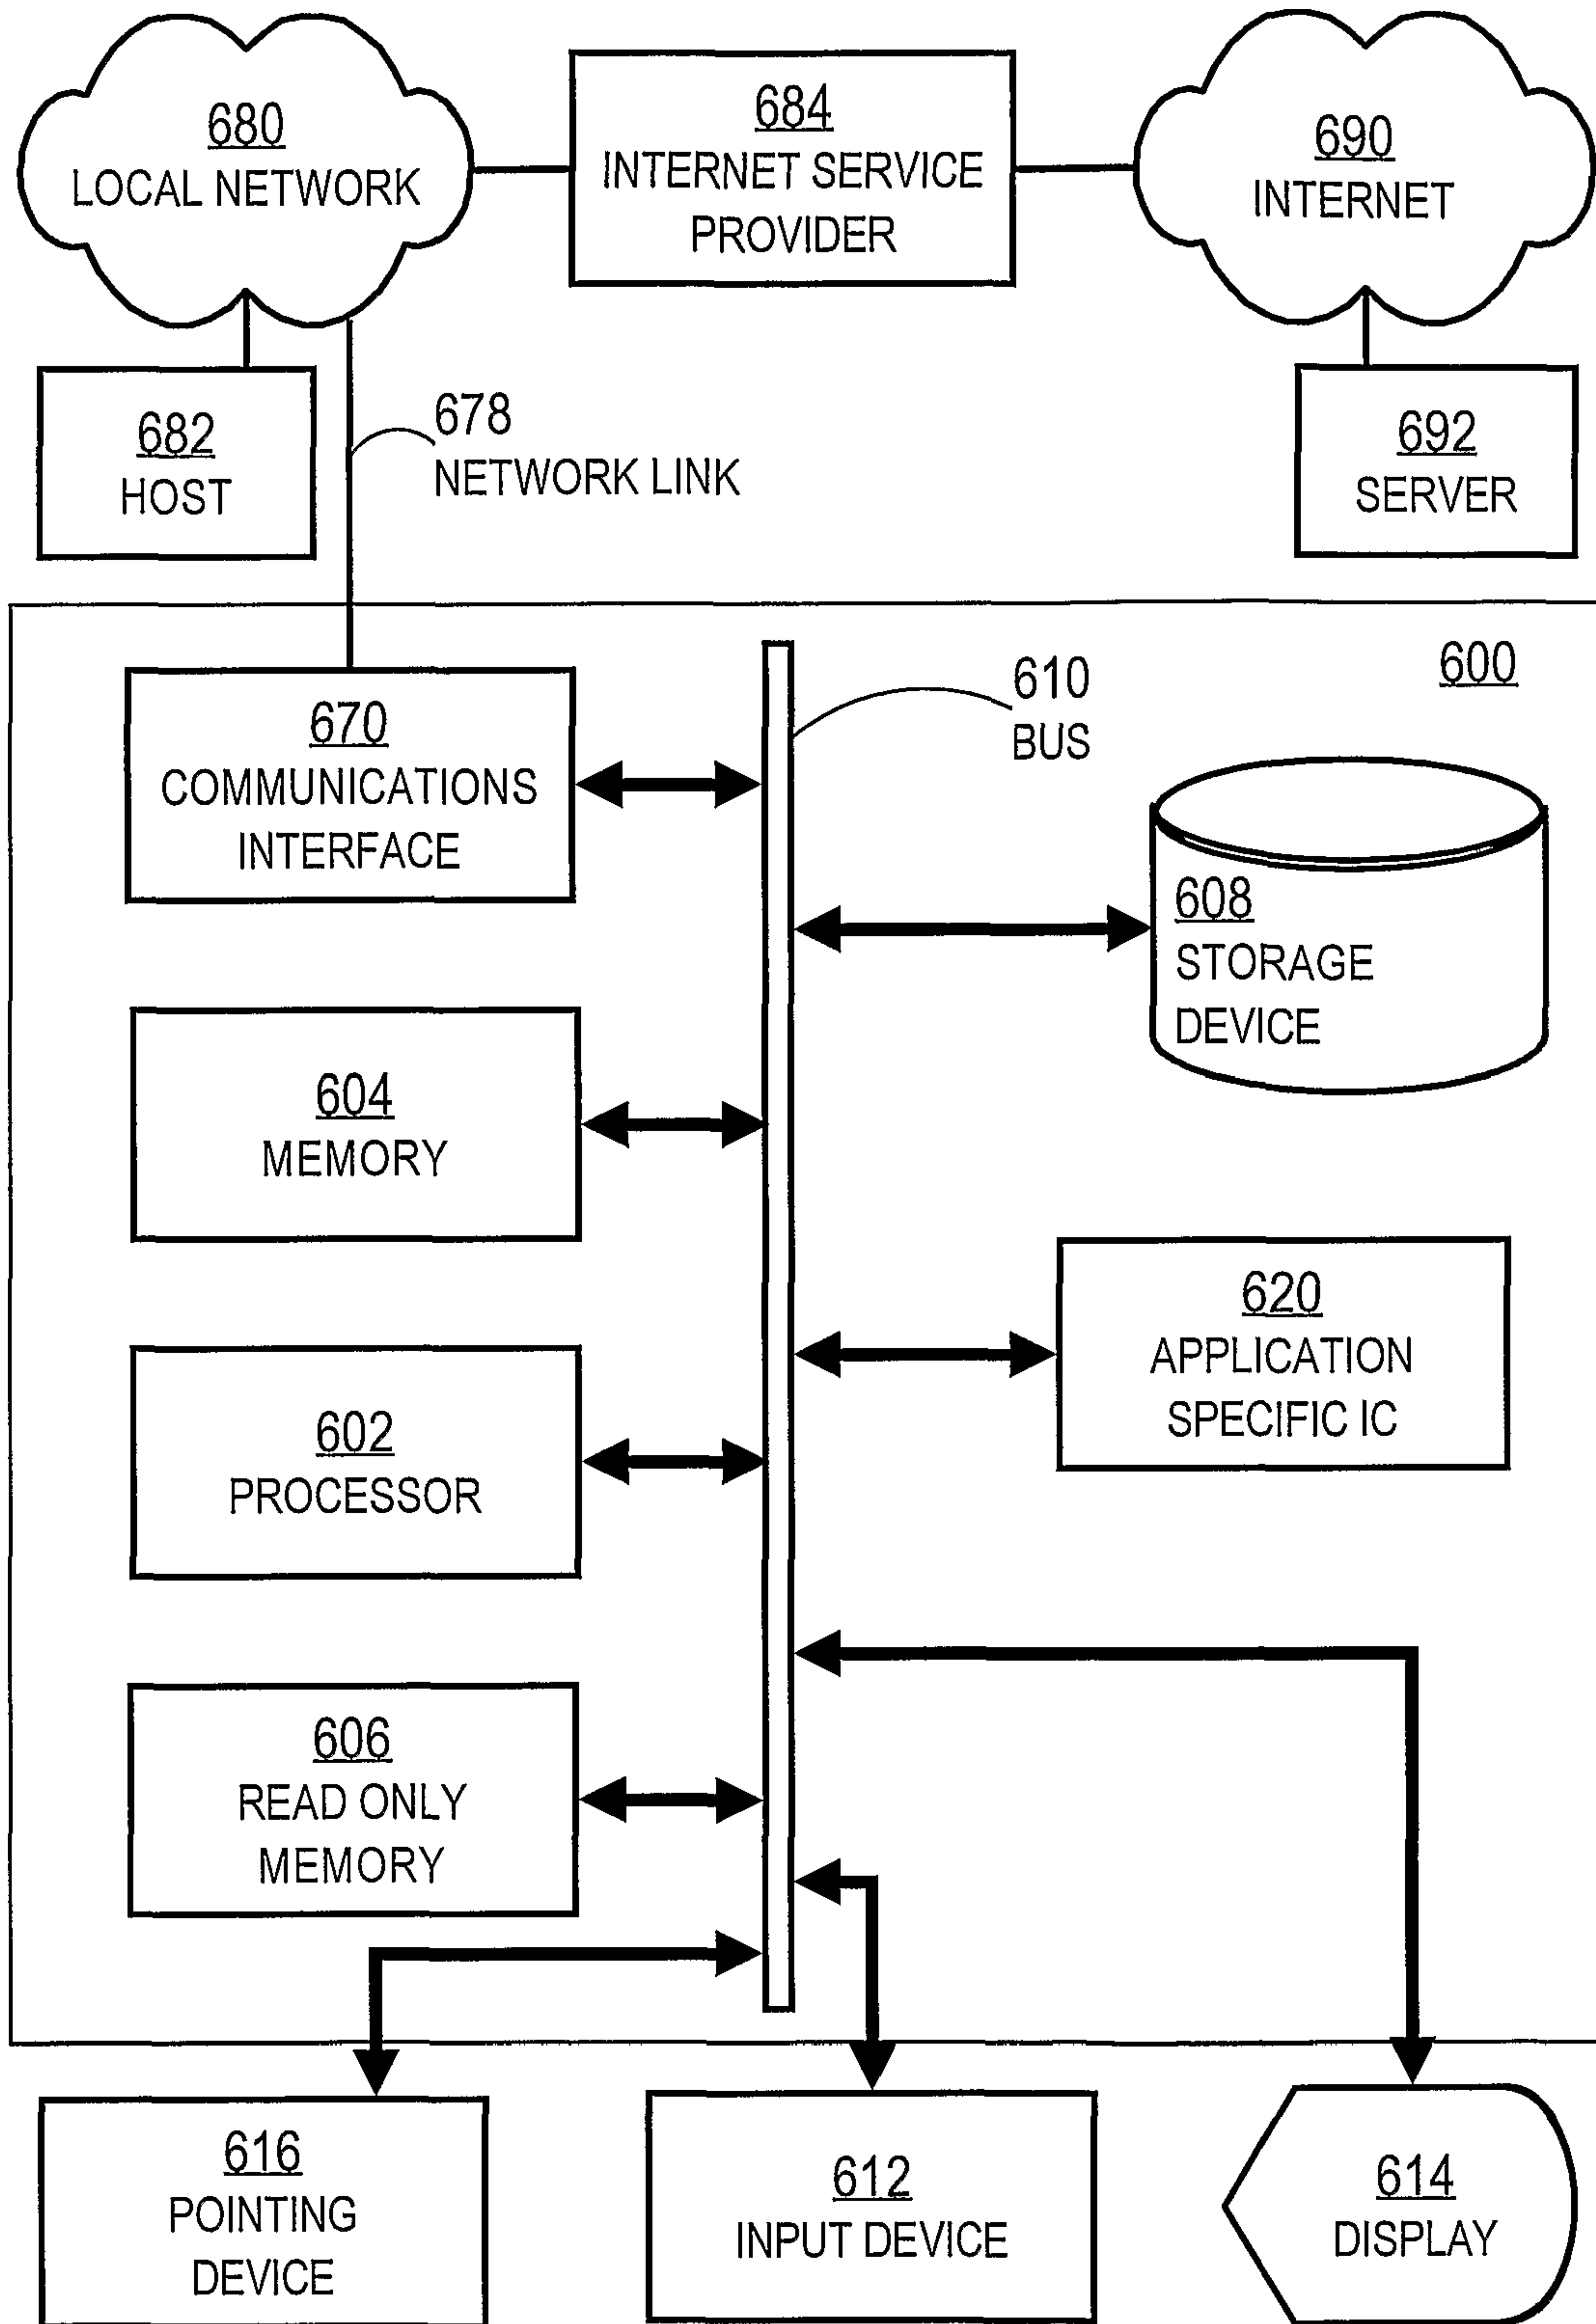 680
LOCAL NETWORK
684
INTERNET SERVICE
PROVIDER
690
INTERNET
682
HOST
678
NETWORK LINK
692
SERVER
600
670
COMMUNICATIONS
INTERFACE
610
BUS
608
STORAGE
DEVICE
604
MEMORY
620
APPLICATION
SPECIFIC IC
602
PROCESSOR
606
READ ONLY
MEMORY
616
POINTING
DEVICE
612
INPUT DEVICE
614
DISPLAY